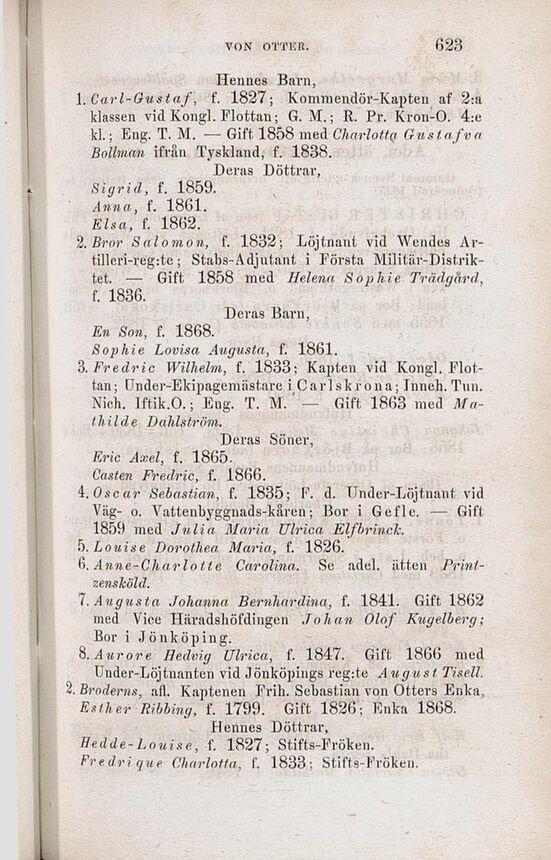 VON OTTER. 623
Hennes Barn,
1. Carl-Gustaf, f. 1827; Kommendör-Kapten af 2:a
klassen vid Kongl. Flottan; G. M.; R. Pr. Kron-O. 4:e
kl.; Eng. T. M. — Gift 1858 med Charlotta Gustafva
Bollman ifrån Tyskland, f. 1838.
Deras Döttrar,
Sigrid, f. 1859.
Anna, f. 1861.
Elsa, f. 1862.
2. Bror Salomon, f. 1832; Löjtnant vid Wendes Ar-
tilleri-reg:te; Stabs-Adjutant i Första Militär-Distrik-
tet. — Gift 1858 med Helena Sophie Trädgård,
f. 1836.
Deras Barn,
En Son, f. 1868.
Sophie Lovisa Augusta, f. 1861.
3. Fredric Wilhelm, f. 1833; Kapten vid Kongl. Flot-
tan; Under-Ekipagemästare i Carlskrona; Inneh. Tun.
Nich. Iftik.O.; Eng. T. M. — Gift 1863 med Ma-
thilde Dahlström.
Deras Söner,
Eric Axel, f. 1865.
Casten Fredric, f. 1866.
4. Oscar Sebastian, f. 1835; F. d. Under-Löjtnant vid
Väg- o. Vattenbyggnads-kåren; Bor i Gefle. — Gift
1859 med Julia Maria Ulrica Elfbrinck.
5. Louise Dorothea Maria, f. 1826.
6. Anne-Charlotte Carolina. Se adel. ätten Print-
zensköld.
7. Augusta Johanna Bernhardina, f. 1841. Gift 1862
med Vice Häradshöfdingen Johan Olof Kugelberg;
Bor i Jönköping.
8. Aurore Hedvig Ulrica, f. 1847. Gift 1866 med
Under-Löjtnanten vid Jönköpings reg:te August Tisell.
2. Broderns, afl. Kaptenen Frih. Sebastian von Otters Enka,
Esther Ribbing, f. 1799. Gift 1826; Enka 1868.
Hennes Döttrar,
Hedde-Louise, f. 1827; Stifts-Fröken.
Fredrique Charlotta, f. 1833; Stifts-Fröken.